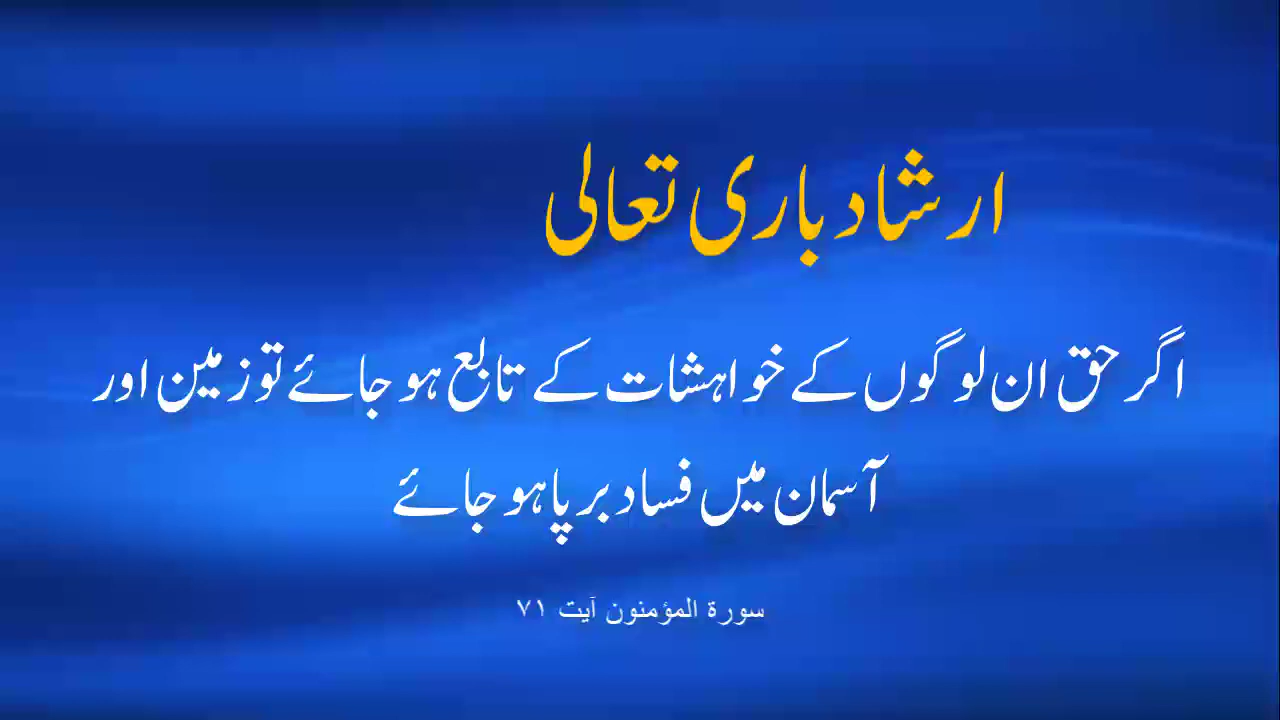 ارشاد باری تعالی
اگر حق ان لوگوں کے خواہشات کے تابع ہو جائے تو زمین اور
آسمان میں فساد برپا ہو جائے
سورة المؤمنون آیت ۷۱